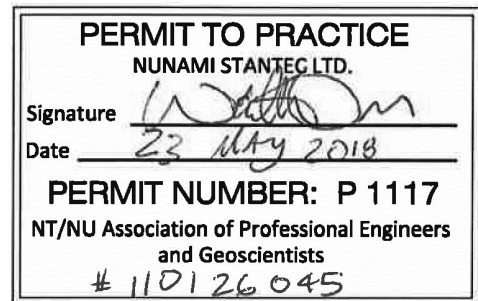 PERMIT TO PRACTICE
NUNAMI STANTEC LTD.
Signature
Date 23 MAY 2018
PERMIT NUMBER: P 1117
NT/NU Association of Professional Engineers
and Geoscientists
# 110126045